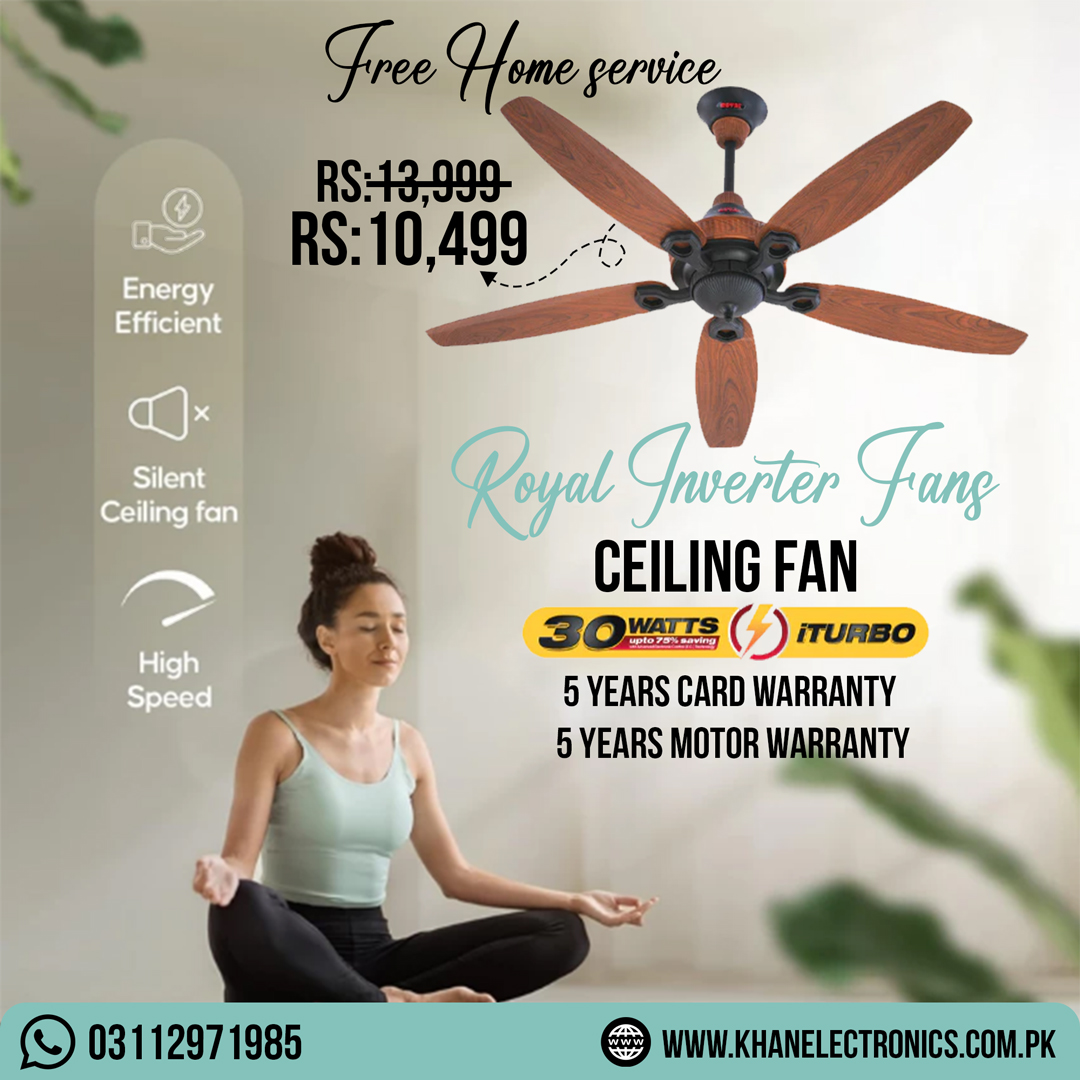 Free Home service
RS:13,999
RS:10,499
Energy
Efficient
Silent
Ceiling fan
High
Speed
Royal Inverter Fans
CEILING FAN
30 WATTS
upto 75% saving
iTURBO
5 YEARS CARD WARRANTY
5 YEARS MOTOR WARRANTY
03112971985
WWW.KHANELECTRONICS.COM.PK